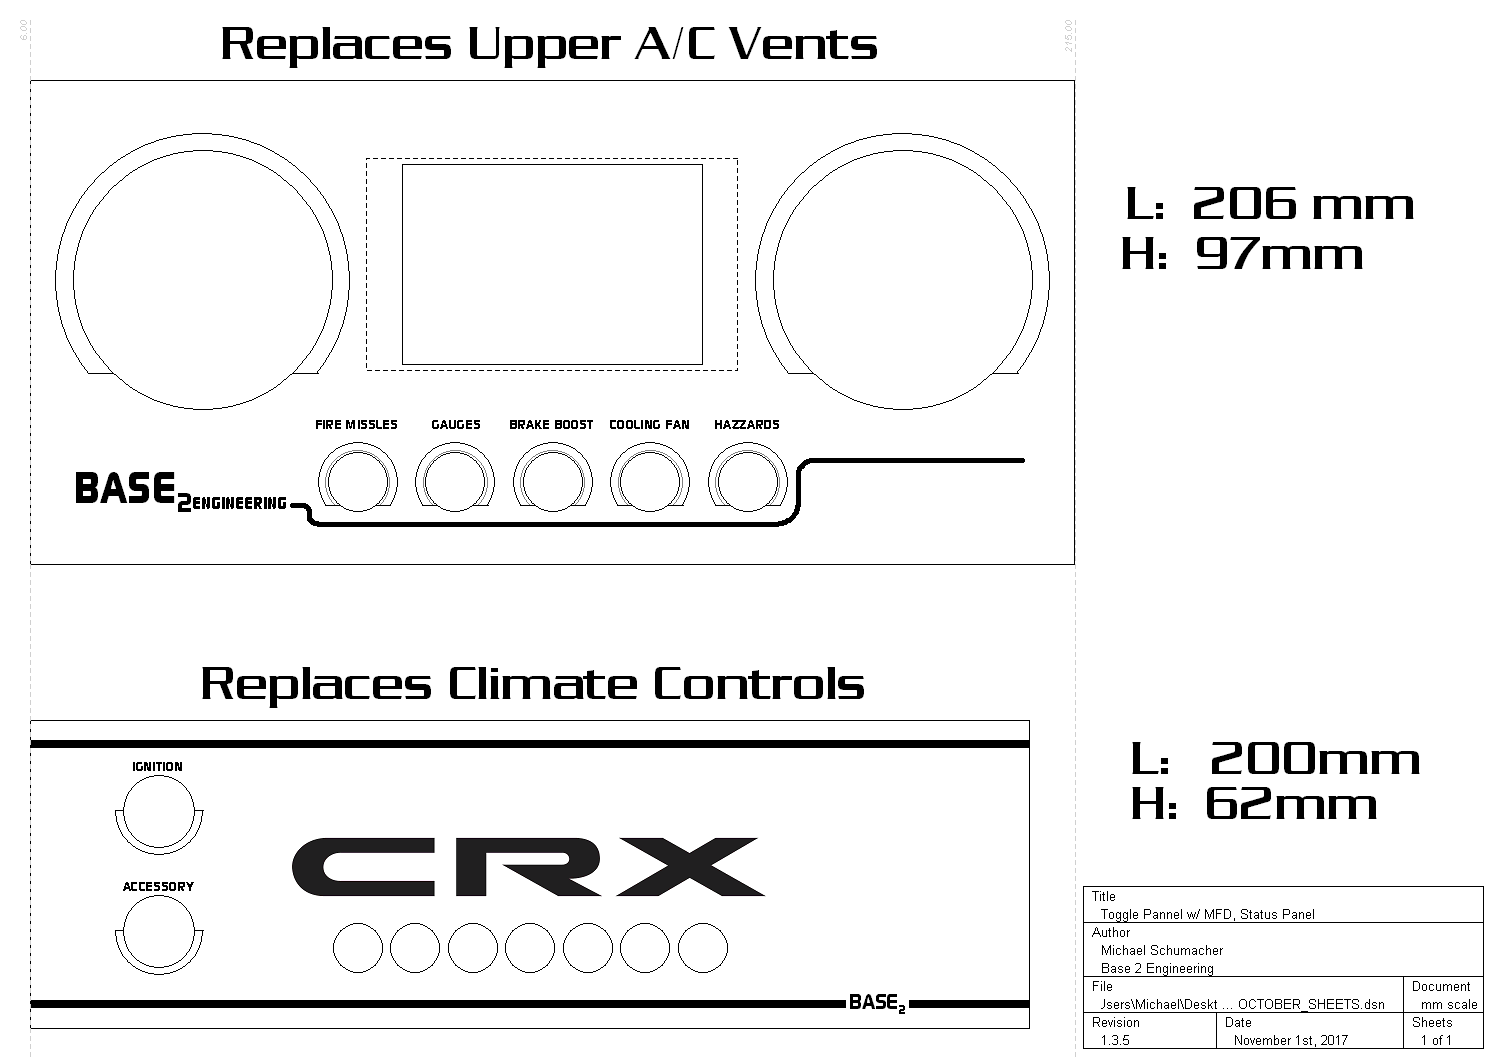 6.00
215.00
Replaces Upper A/C Vents
L: 206 mm
H: 97mm
FIRE MISSLES GAUGES BRAKE BOOST COOLING FAN HAZZARDS
BASE 2 ENGINEERING
Replaces Climate Controls
L: 200mm
H: 62mm
IGNITION
CRX
ACCESSORY
BASE2
Title
Toggle Pannel w/ MFD, Status Panel
Author
Michael Schumacher
Base 2 Engineering
File Document
Jsers\Michael\Deskt ... OCTOBER_SHEETS.dsn mm scale
Revision Date Sheets
1.3.5 November 1st, 2017 1 of 1